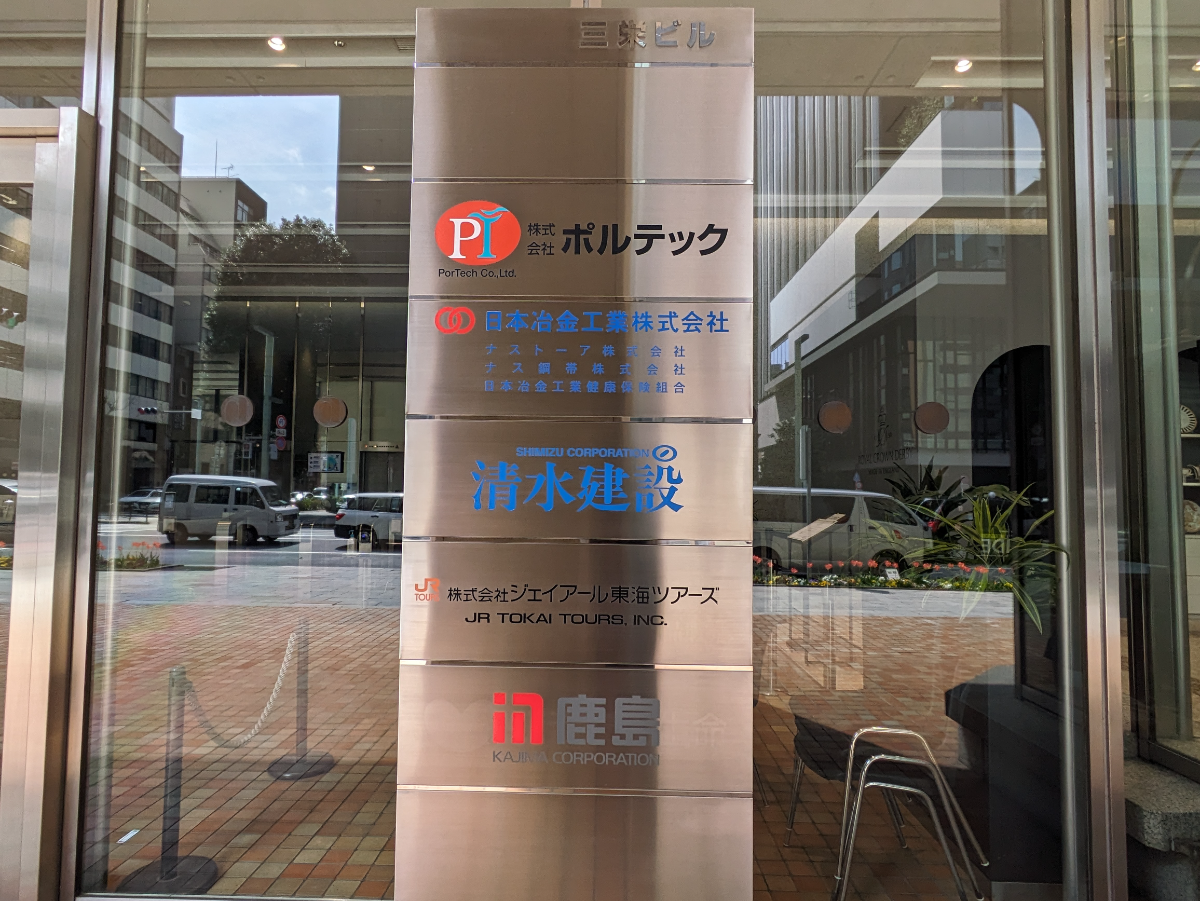 三栄ビル
PT 株式会社 ポルテック
PorTech Co.,Ltd.
日本冶金工業株式会社
ナストーア株式会社
ナス鋼帯株式会社
日本冶金工業健康保険組合
SHIMIZU CORPORATION
清水建設
JR TOURS 株式会社ジェイアール東海ツアーズ
JR TOKAI TOURS, INC.
鹿島
KAJIMA CORPORATION